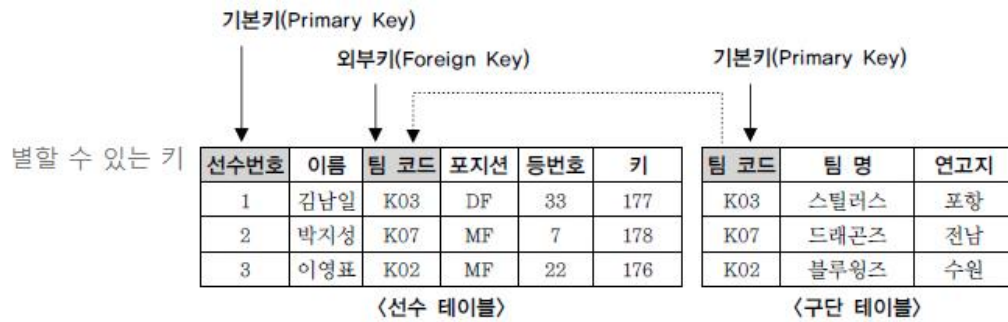 기본키(Primary Key)
외부키(Foreign Key) 기본키(Primary Key)
별할 수 있는 키
선수번호 이름 팀 코드 포지션 등번호 키
1 김남일 K03 DF 33 177
2 박지성 K07 MF 7 178
3 이영표 K02 MF 22 176
〈선수 테이블〉
팀 코드 팀 명 연고지
K03 스틸러스 포항
K07 드래곤즈 전남
K02 블루윙즈 수원
〈구단 테이블〉